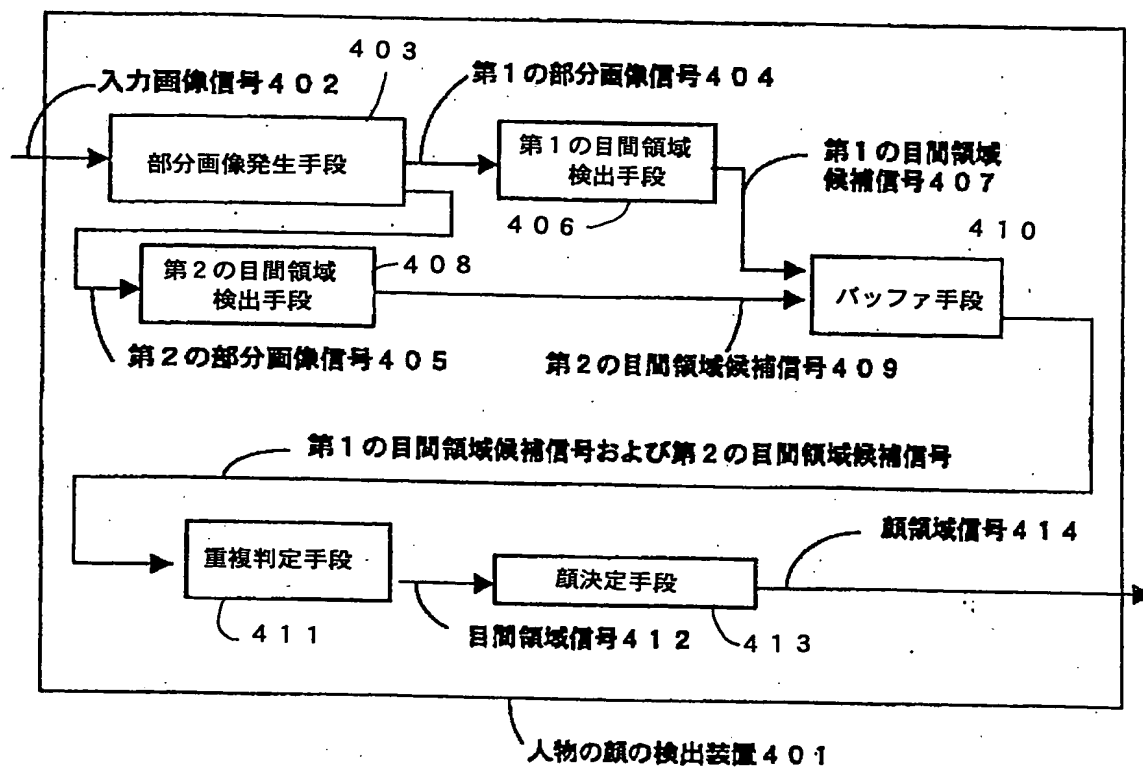 403
入力画像信号402
第1の部分画像信号404
部分画像発生手段
第1の目間領域
検出手段
第1の目間領域
候補信号407
406
410
第2の目間領域
検出手段
408
バッファ手段
第2の部分画像信号405
第2の目間領域候補信号409
第1の目間領域候補信号および第2の目間領域候補信号
重複判定手段
顔決定手段
顔領域信号414
411
目間領域信号412
413
人物の顔の検出装置401